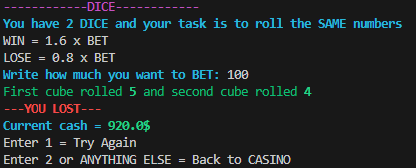 ------------DICE------------
You have 2 DICE and your task is to roll the SAME numbers
WIN = 1.6 x BET
LOSE = 0.8 x BET
Write how much you want to BET: 100
First cube rolled 5 and second cube rolled 4
---YOU LOST---
Current cash = 920.0$
Enter 1 = Try Again
Enter 2 or ANYTHING ELSE = Back to CASINO